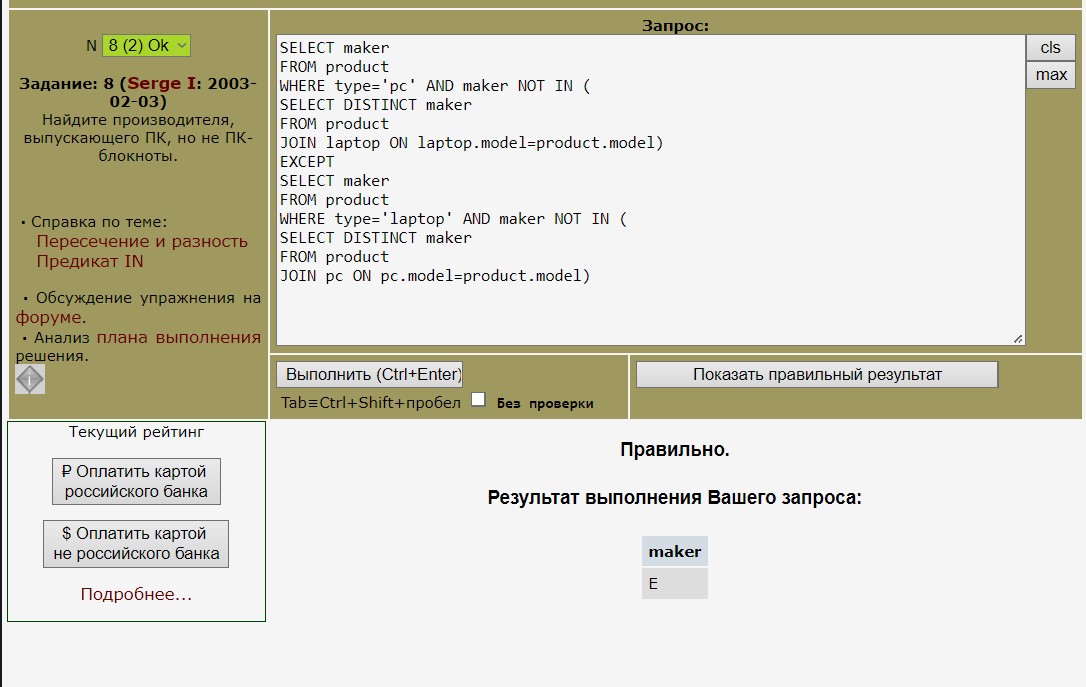 N 8 (2) Ok
Задание: 8 (Serge I: 2003-
02-03)
Найдите производителя,
выпускающего ПК, но не ПК-
блокноты.
· Справка по теме:
Пересечение и разность
Предикат IN
· Обсуждение упражнения на
форуме.
· Анализ плана выполнения
решения.
Запрос:
SELECT maker
FROM product
WHERE type='pc' AND maker NOT IN (
SELECT DISTINCT maker
FROM product
JOIN laptop ON laptop.model=product.model)
EXCEPT
SELECT maker
FROM product
WHERE type='laptop' AND maker NOT IN (
SELECT DISTINCT maker
FROM product
JOIN pc ON pc.model=product.model)
cls
max
Выполнить (Ctrl+Enter)
Tab≡Ctrl+Shift+пробел Без проверки
Показать правильный результат
Текущий рейтинг
₽ Оплатить картой
российского банка
$ Оплатить картой
не российского банка
Подробнее...
Правильно.
Результат выполнения Вашего запроса:
maker
E